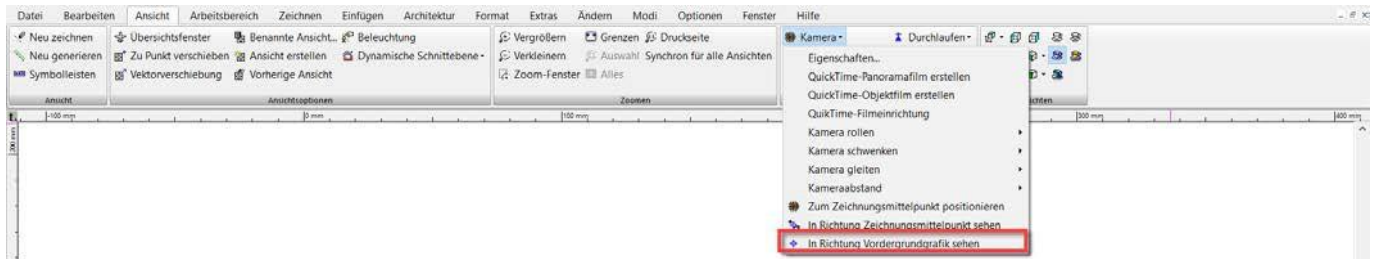 Datei Bearbeiten Ansicht Arbeitsbereich Zeichnen Einfügen Architektur Format Extras Ändern Modi Optionen Fenster Hilfe
Neu zeichnen Übersichtsfenster Benannte Ansicht... Beleuchtung Vergrößern Grenzen Druckseite Kamera Durchlaufen
Neu generieren Zu Punkt verschieben Ansicht erstellen Dynamische Schnittebene Verkleinern Auswahl Synchron für alle Ansichten
Symbolleisten Vektorverschiebung Vorherige Ansicht Zoom-Fenster Alles
Ansicht Ansichtsoptionen Zoomen
Eigenschaften...
QuickTime-Panoramafilm erstellen
QuickTime-Objektfilm erstellen
QuikTime-Filmeinrichtung
Kamera rollen
Kamera schwenken
Kamera gleiten
Kameraabstand
Zum Zeichnungsmittelpunkt positionieren
In Richtung Zeichnungsmittelpunkt sehen
In Richtung Vordergrundgrafik sehen
-100 mm 0 mm 100 mm 300 mm 400 mm
200 mm